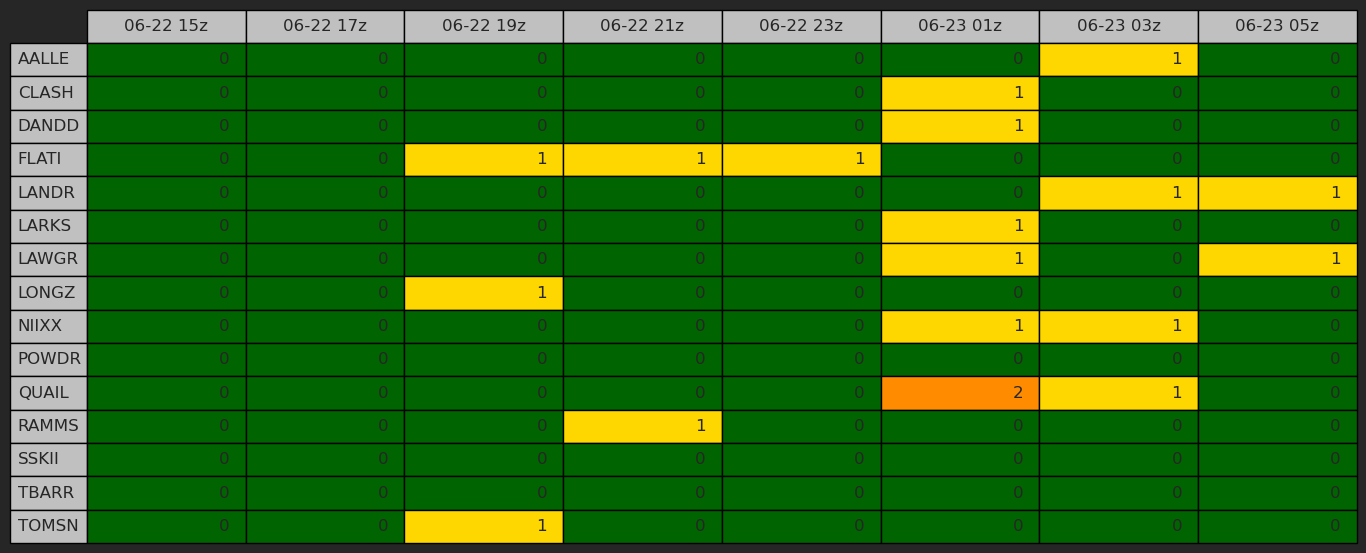 06-22 15z 06-22 17z 06-22 19z 06-22 21z 06-22 23z 06-23 01z 06-23 03z 06-23 05z
AALLE 0 0 0 0 0 0 1 0
CLASH 0 0 0 0 0 1 0 0
DANDD 0 0 0 0 0 1 0 0
FLATI 0 0 1 1 1 0 0 0
LANDR 0 0 0 0 0 0 1 1
LARKS 0 0 0 0 0 1 0 0
LAWGR 0 0 0 0 0 1 0 1
LONGZ 0 0 1 0 0 0 0 0
NIIXX 0 0 0 0 0 1 1 0
POWDR 0 0 0 0 0 0 0 0
QUAIL 0 0 0 0 0 2 1 0
RAMMS 0 0 0 1 0 0 0 0
SSKII 0 0 0 0 0 0 0 0
TBARR 0 0 0 0 0 0 0 0
TOMSN 0 0 1 0 0 0 0 0